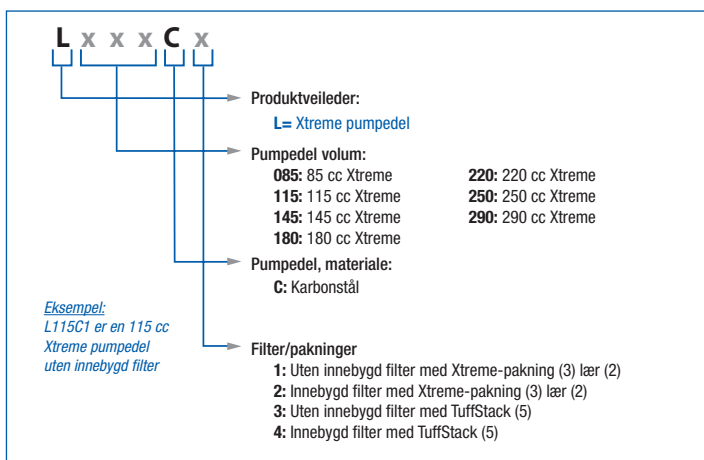 L x x x C x
Produktveileder:
L= Xtreme pumpedel
Pumpedel volum:
085: 85 cc Xtreme 220: 220 cc Xtreme
115: 115 cc Xtreme 250: 250 cc Xtreme
145: 145 cc Xtreme 290: 290 cc Xtreme
180: 180 cc Xtreme
Pumpedel, materiale:
C: Karbonstål
Eksempel:
L115C1 er en 115 cc
Xtreme pumpedel
uten innebygd filter
Filter/pakninger
1: Uten innebygd filter med Xtreme-pakning (3) lær (2)
2: Innebygd filter med Xtreme-pakning (3) lær (2)
3: Uten innebygd filter med TuffStack (5)
4: Innebygd filter med TuffStack (5)